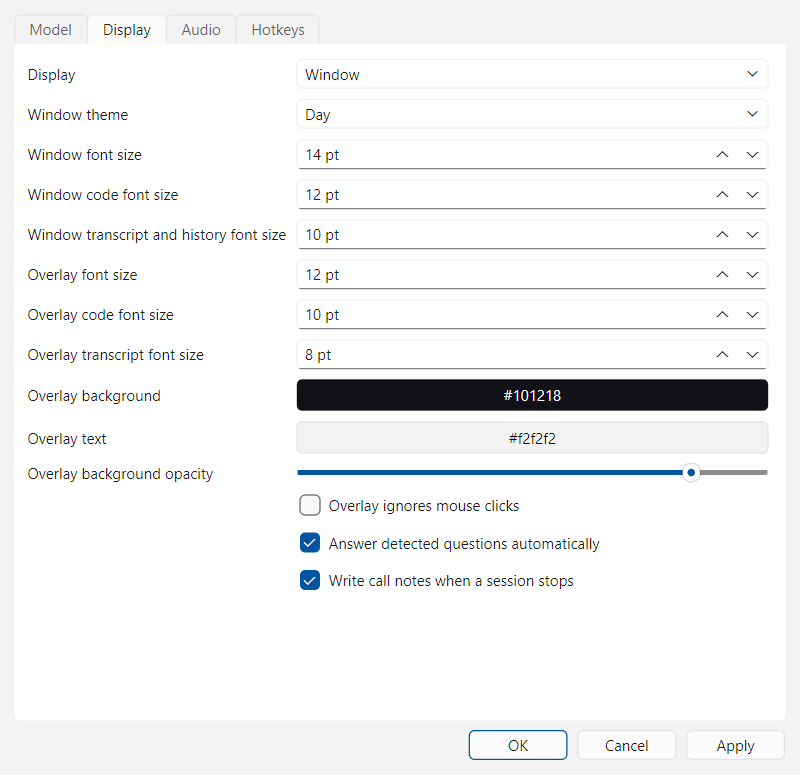 Model Display Audio Hotkeys
Display Window
Window theme Day
Window font size 14 pt
Window code font size 12 pt
Window transcript and history font size 10 pt
Overlay font size 12 pt
Overlay code font size 10 pt
Overlay transcript font size 8 pt
Overlay background #101218
Overlay text #f2f2f2
Overlay background opacity
Overlay ignores mouse clicks
Answer detected questions automatically
Write call notes when a session stops
OK Cancel Apply